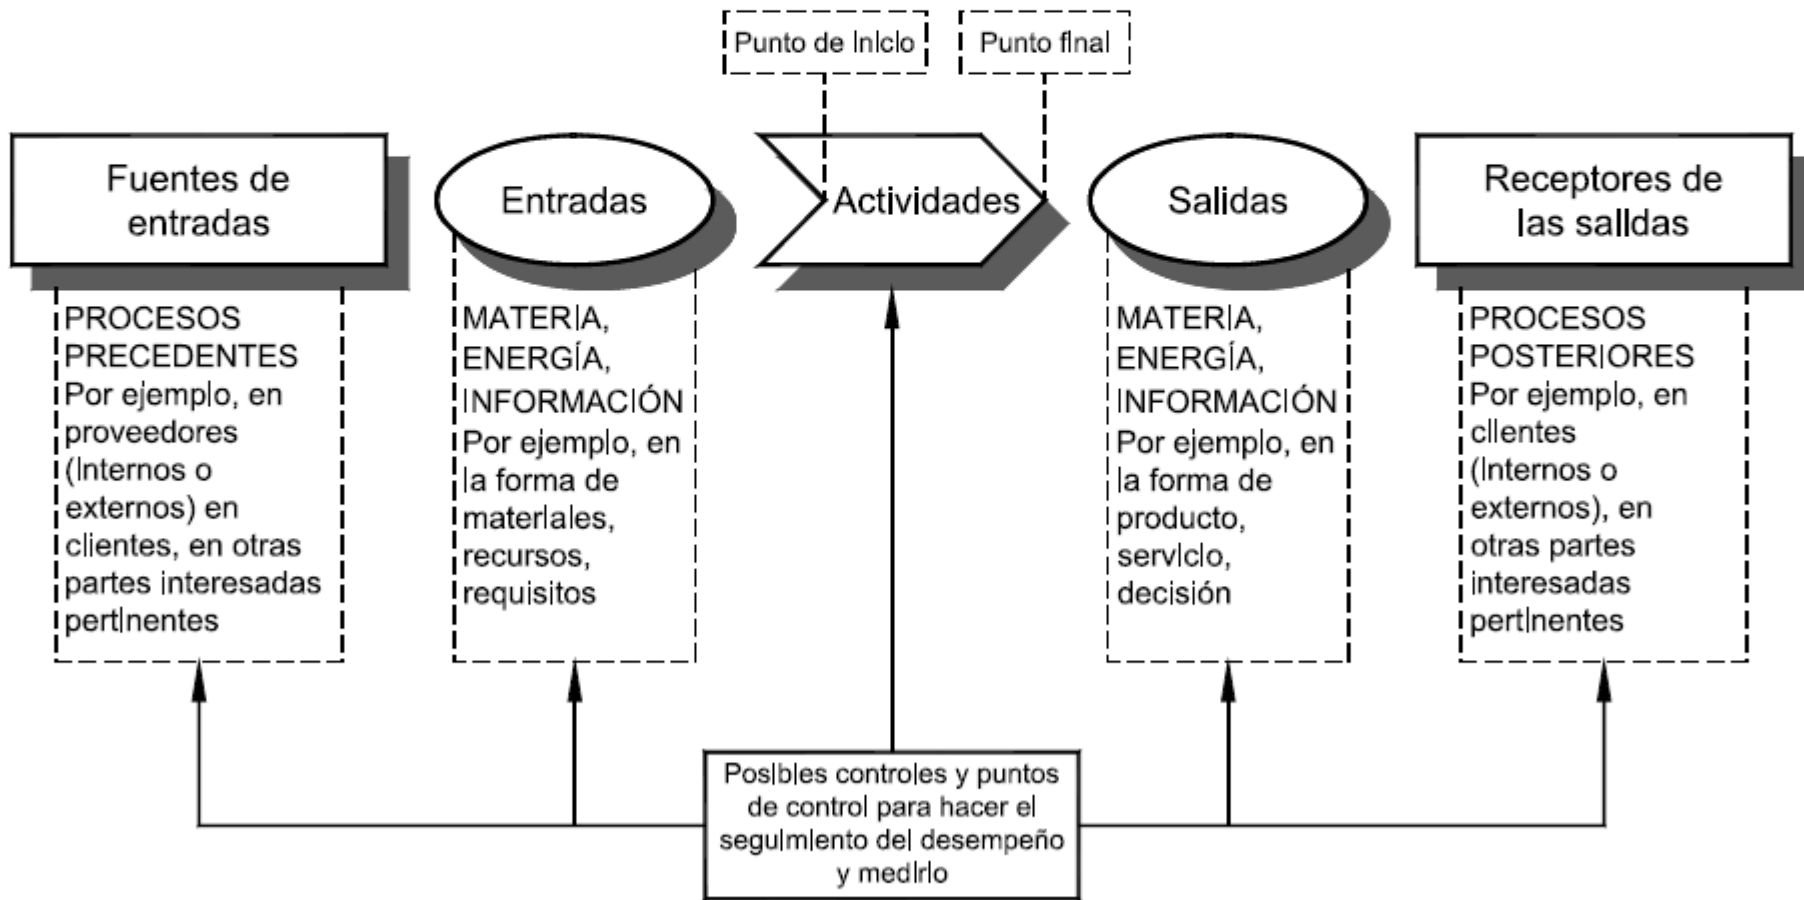 Punto de inicio
Punto final
Fuentes de
entradas
Entradas
Actividades
Salidas
Receptores de
las salidas
PROCESOS
PRECEDENTES
Por ejemplo, en
proveedores
(internos o
externos) en
clientes, en otras
partes interesadas
pertinentes
MATERIA,
ENERGÍA,
INFORMACIÓN
Por ejemplo, en
la forma de
materiales,
recursos,
requisitos
MATERIA,
ENERGÍA,
INFORMACIÓN
Por ejemplo, en
la forma de
producto,
servicio,
decisión
PROCESOS
POSTERIORES
Por ejemplo, en
clientes
(internos o
externos), en
otras partes
interesadas
pertinentes
Posibles controles y puntos
de control para hacer el
seguimiento del desempeño
y medirlo